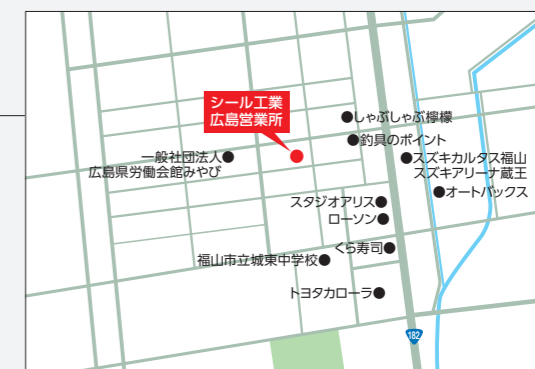 シール工業
広島営業所
しゃぶしゃぶ檸檬
釣具のポイント
一般社団法人
広島県労働会館みやび
スズキカルタス福山
スズキアリーナ蔵王
オートバックス
スタジオアリス
ローソン
くら寿司
福山市立城東中学校
トヨタカローラ
182